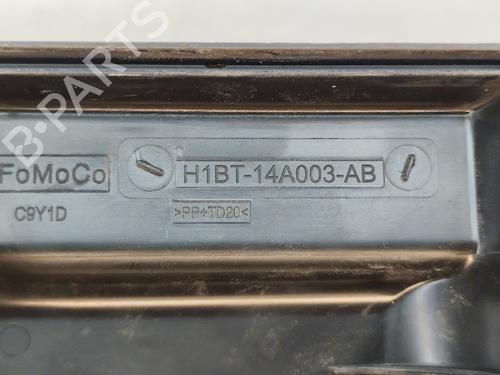 B-PARTS
FoMoCo H1BT-14A003-AB
C9Y1D >PP+TD20<